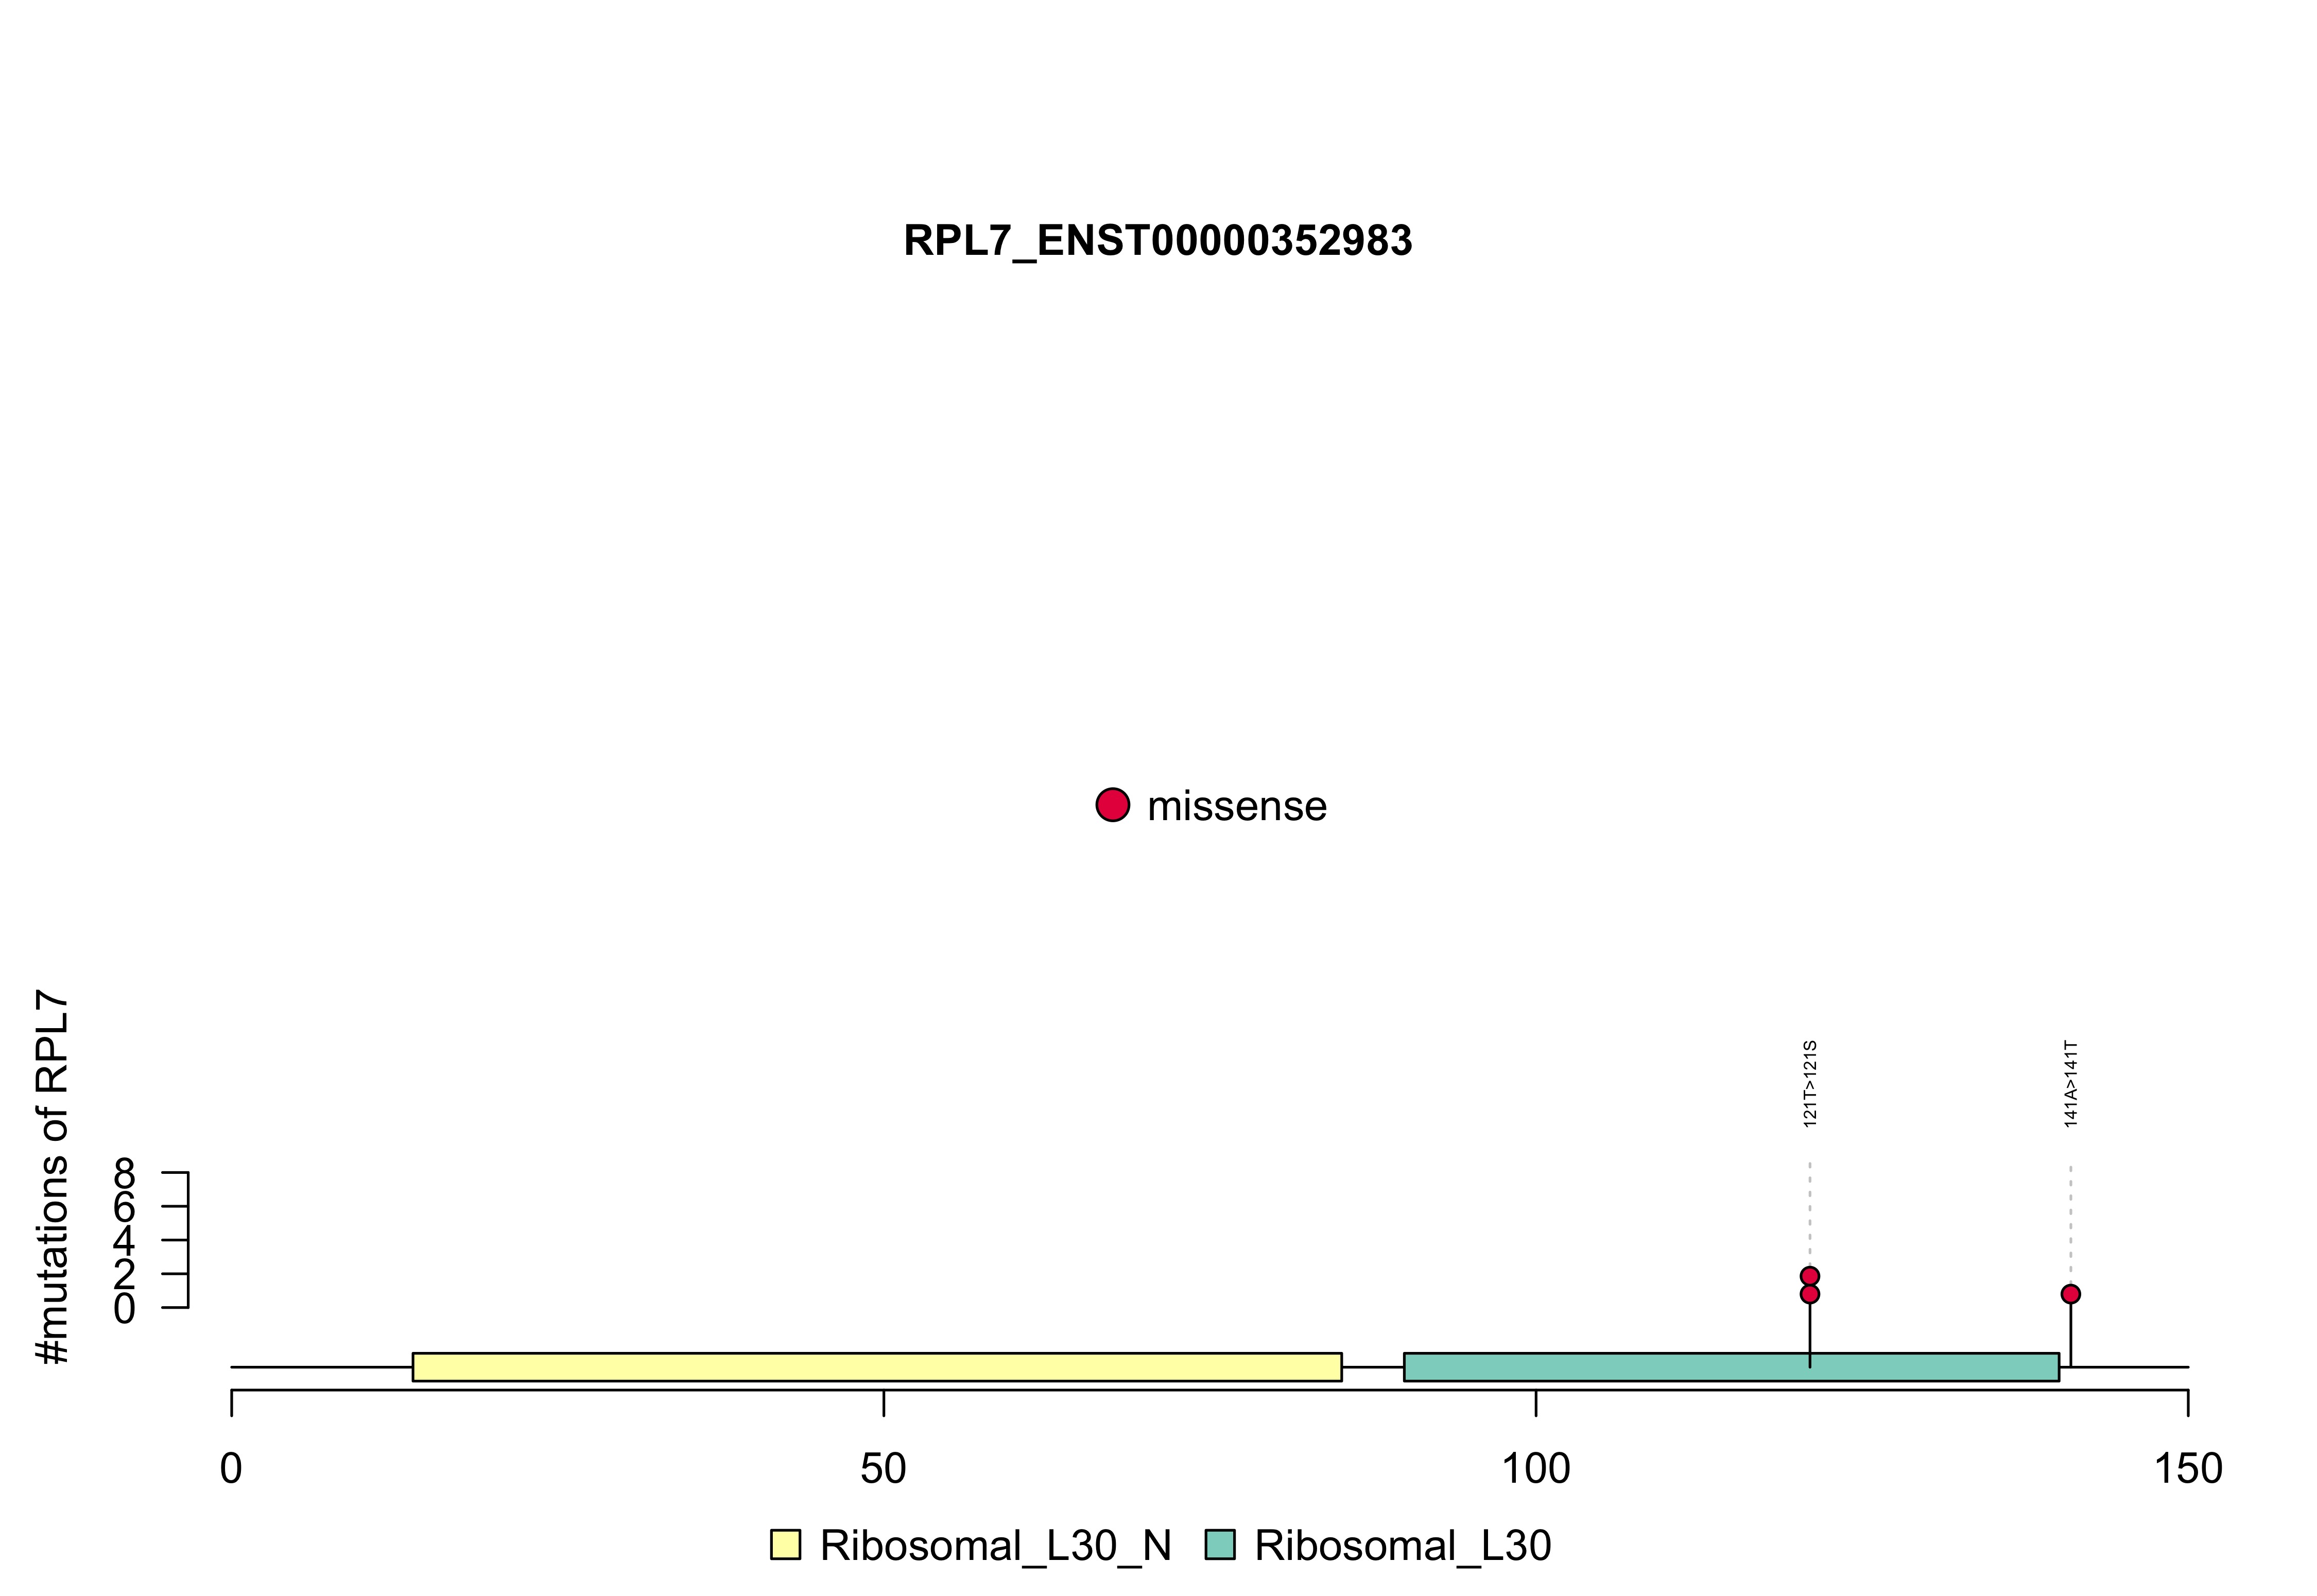 RPL7_ENST00000352983
missense
#mutations of RPL7
121T>121S
141A>141T
8
6
4
2
0
0 50 100 150
Ribosomal_L30_N Ribosomal_L30